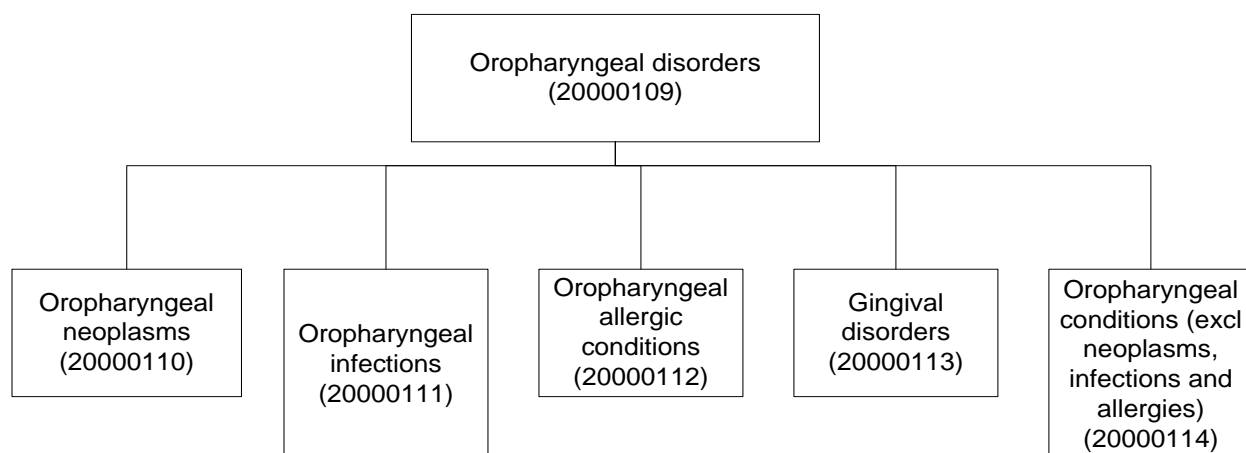 Oropharyngeal disorders
(20000109)
Oropharyngeal
neoplasms
(20000110)
Oropharyngeal
infections
(20000111)
Oropharyngeal
allergic
conditions
(20000112)
Gingival
disorders
(20000113)
Oropharyngeal
conditions (excl
neoplasms,
infections and
allergies)
(20000114)